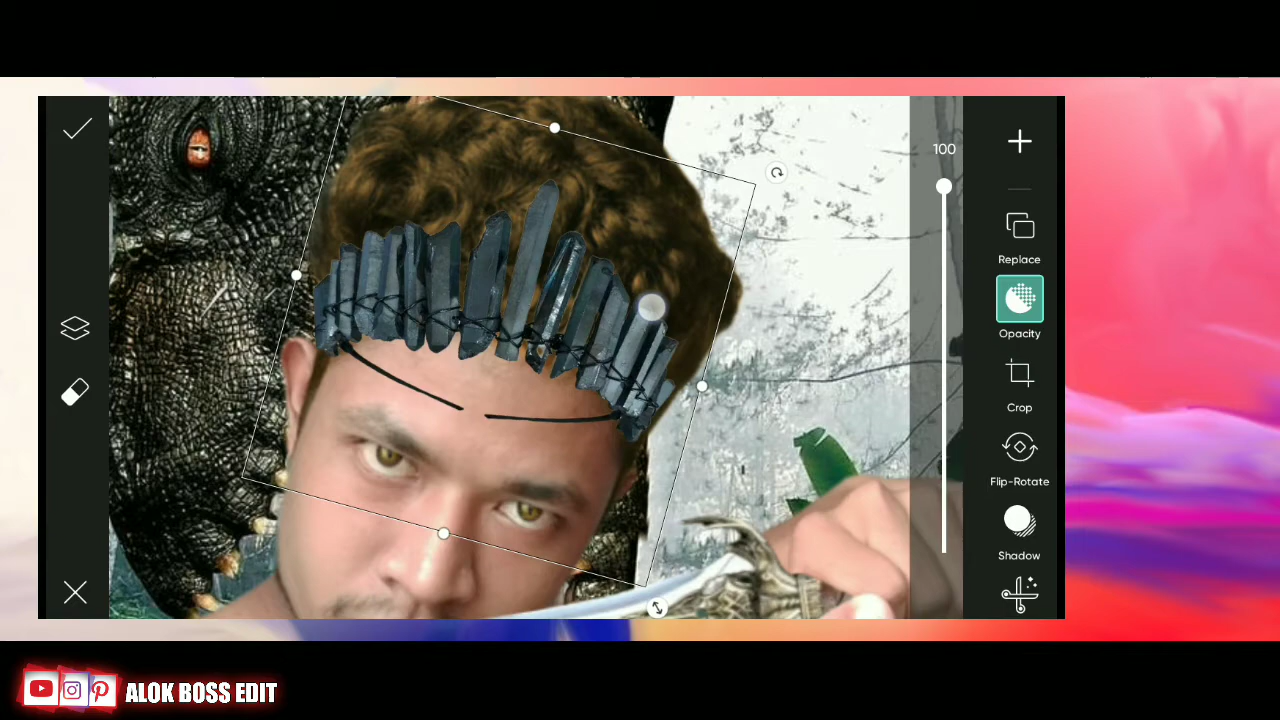 100
Replace
Opacity
Crop
Flip-Rotate
Shadow
ALOK BOSS EDIT